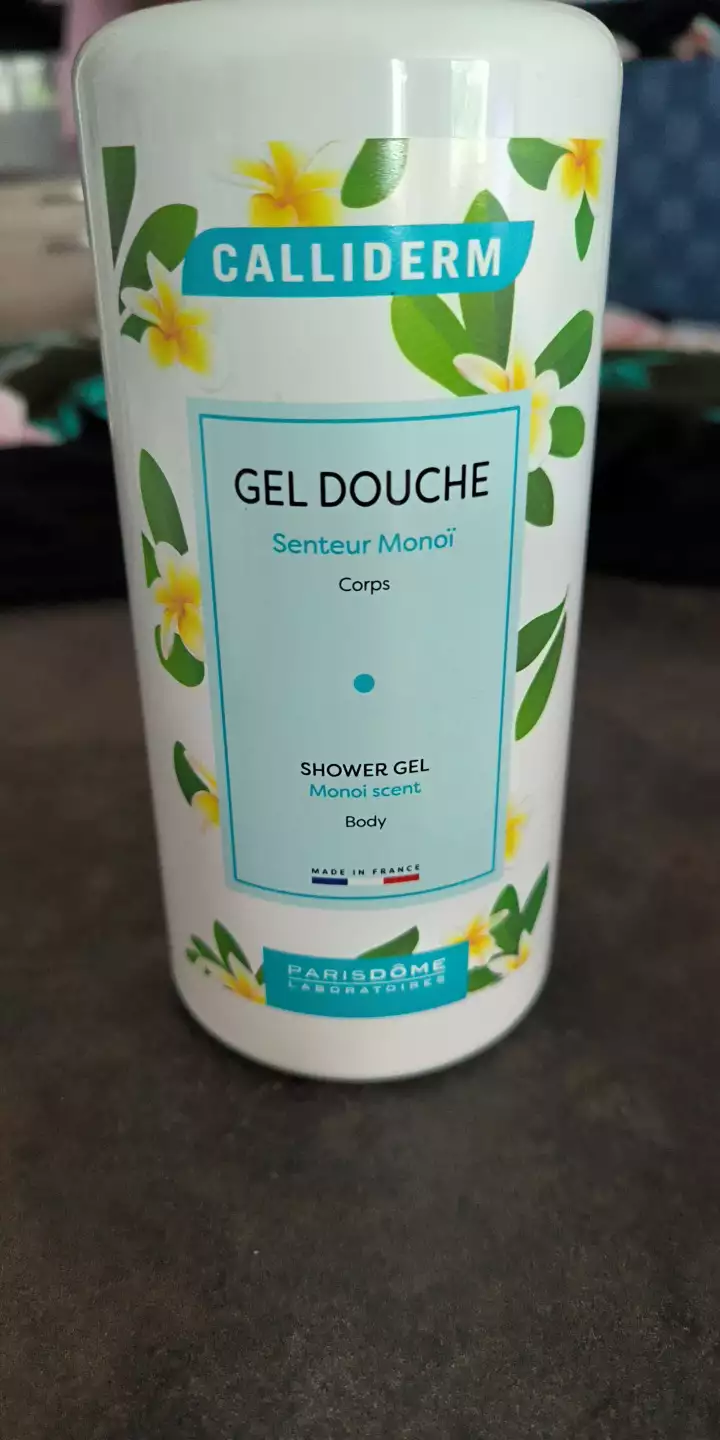 CALLIDERM
GEL DOUCHE
Senteur Monoï
Corps
SHOWER GEL
Monoi scent
Body
MADE IN FRANCE
PARISDÔME
LABORATOIRES